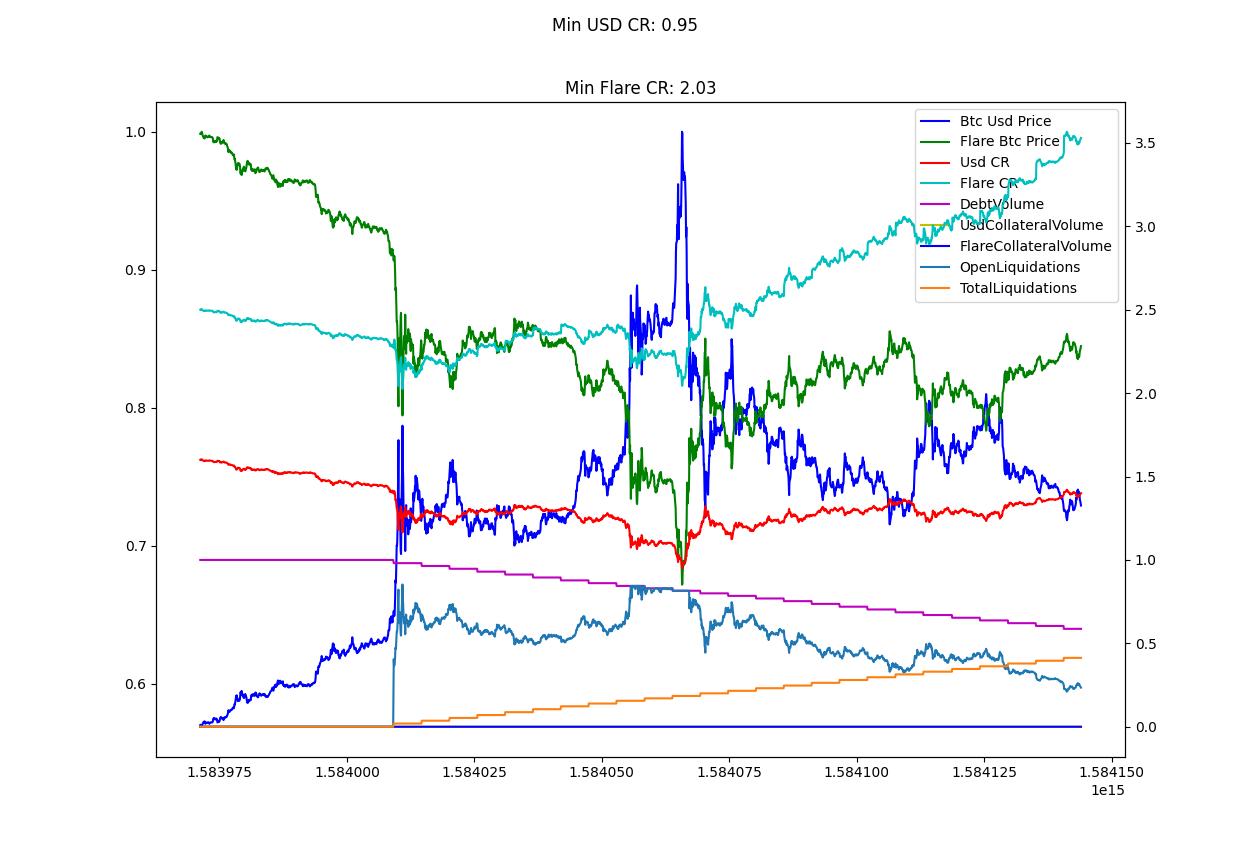 Min USD CR: 0.95
Min Flare CR: 2.03
Btc Usd Price
Flare Btc Price
Usd CR
Flare CR
DebtVolume
UsdCollateralVolume
FlareCollateralVolume
OpenLiquidations
TotalLiquidations
1.0
0.9
0.8
0.7
0.6
3.5
3.0
2.5
2.0
1.5
1.0
0.5
0.0
1.583975 1.584000 1.584025 1.584050 1.584075 1.584100 1.584125 1.584150
1e15